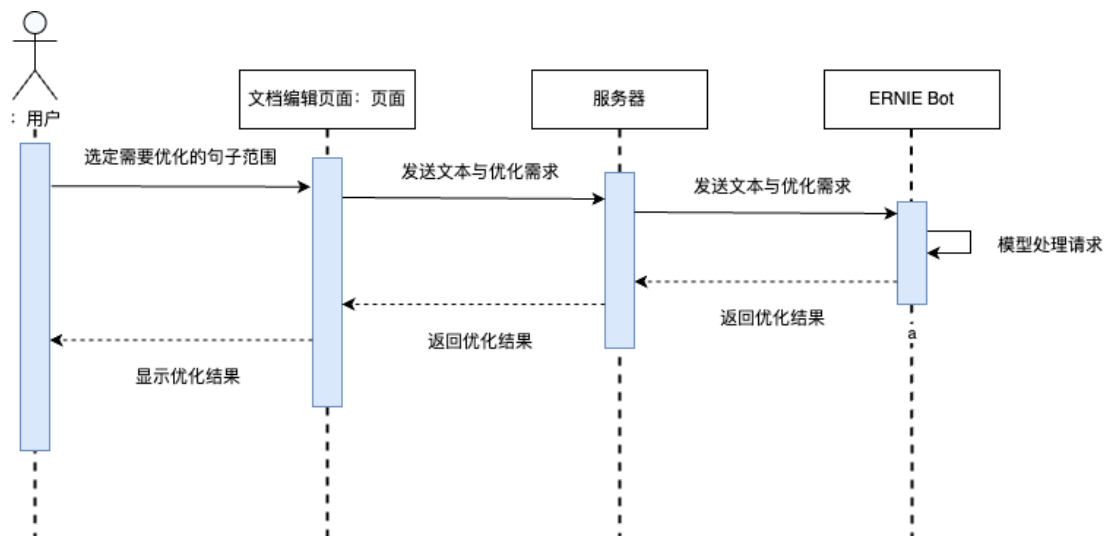 ：用户
文档编辑页面：页面
服务器
ERNIE Bot
选定需要优化的句子范围
发送文本与优化需求
发送文本与优化需求
模型处理请求
返回优化结果
返回优化结果
显示优化结果
a